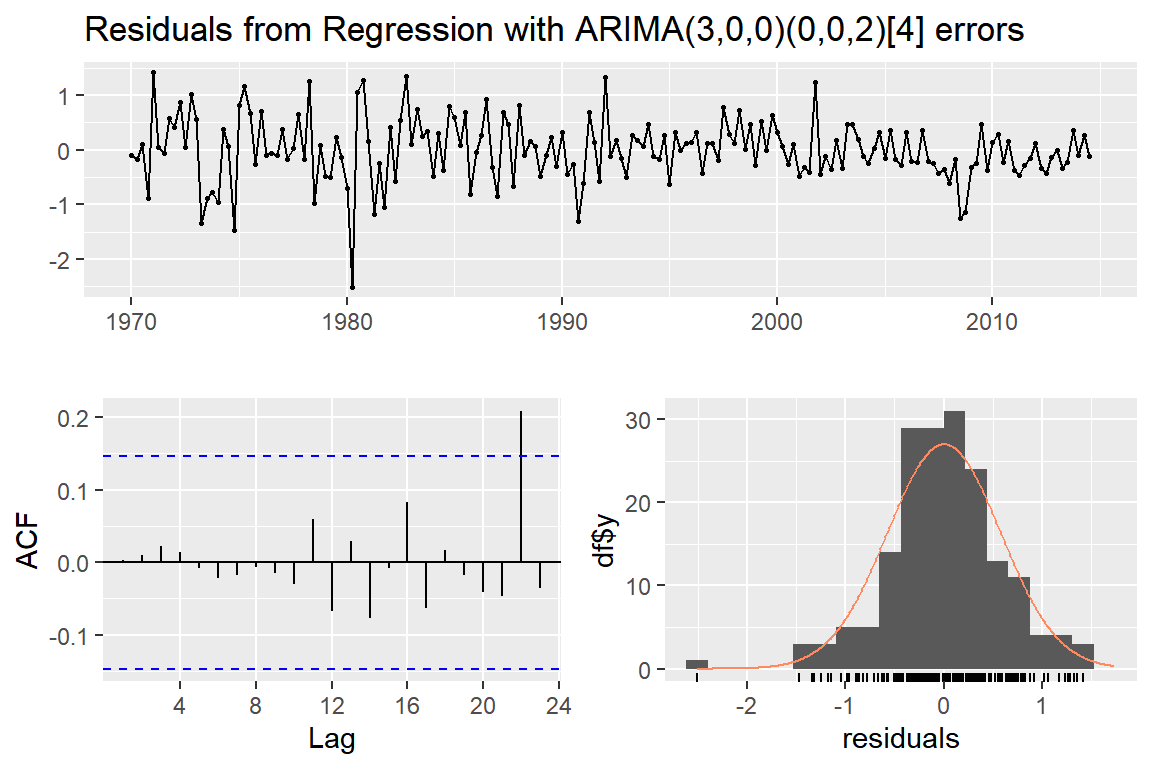 Residuals from Regression with ARIMA(3,0,0)(0,0,2)[4] errors
1
0
-1
-2
1970 1980 1990 2000 2010
0.2
0.1
0.0
-0.1
ACF
4 8 12 16 20 24
Lag
30
20
10
0
df$y
-2 -1 0 1
residuals